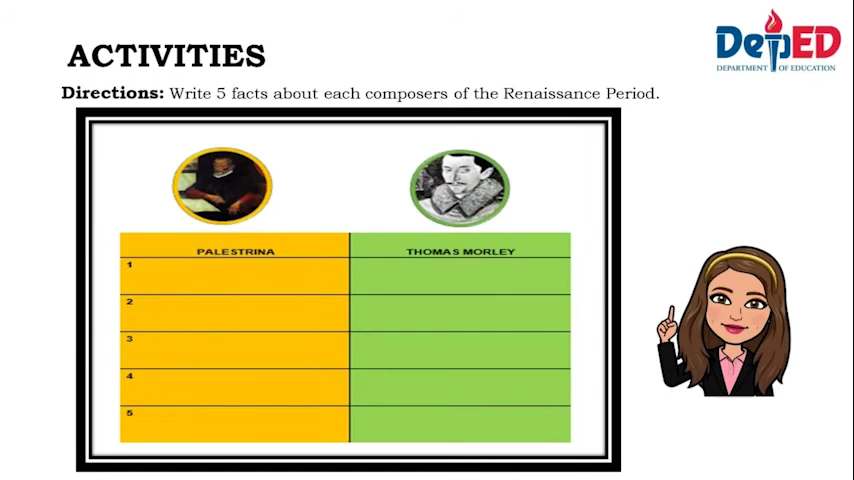 ACTIVITIES
DepED
DEPARTMENT OF EDUCATION
Directions: Write 5 facts about each composers of the Renaissance Period.
PALESTRINA THOMAS MORLEY
1
2
3
4
5